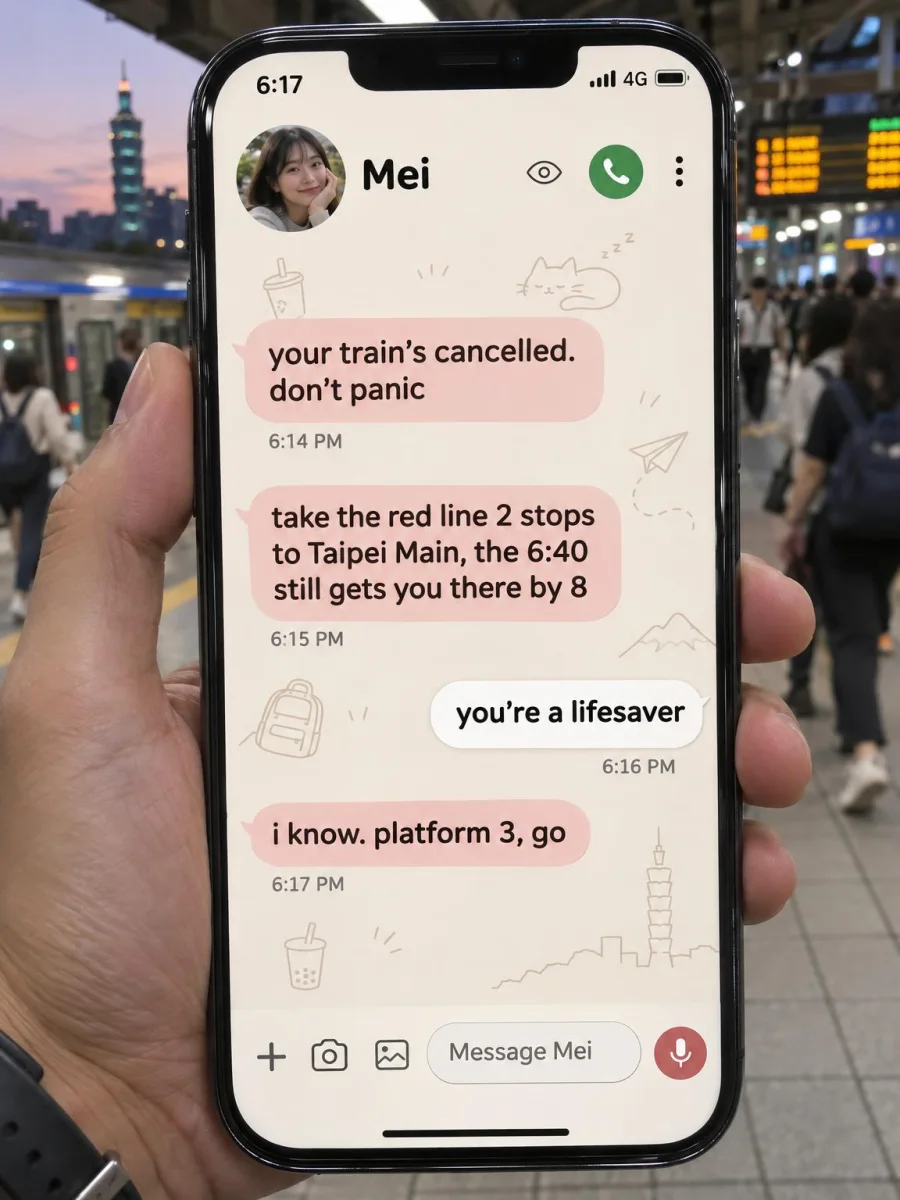 6:17
4G
Mei
z z z
your train's cancelled.
don't panic
6:14 PM
take the red line 2 stops
to Taipei Main, the 6:40
still gets you there by 8
6:15 PM
you're a lifesaver
6:16 PM
i know. platform 3, go
6:17 PM
Message Mei